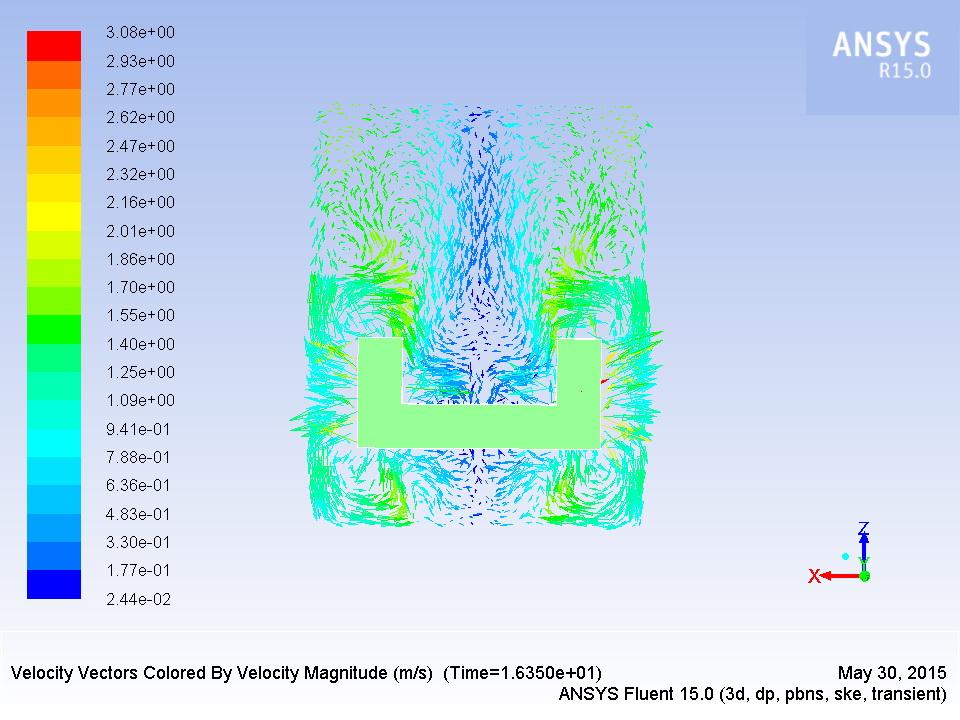 3.08e+00
2.93e+00
2.77e+00
2.62e+00
2.47e+00
2.32e+00
2.16e+00
2.01e+00
1.86e+00
1.70e+00
1.55e+00
1.40e+00
1.25e+00
1.09e+00
9.41e-01
7.88e-01
6.36e-01
4.83e-01
3.30e-01
1.77e-01
2.44e-02
ANSYS
R15.0
Z
Y
X
Velocity Vectors Colored By Velocity Magnitude (m/s)  (Time=1.6350e+01)
May 30, 2015
ANSYS Fluent 15.0 (3d, dp, pbns, ske, transient)